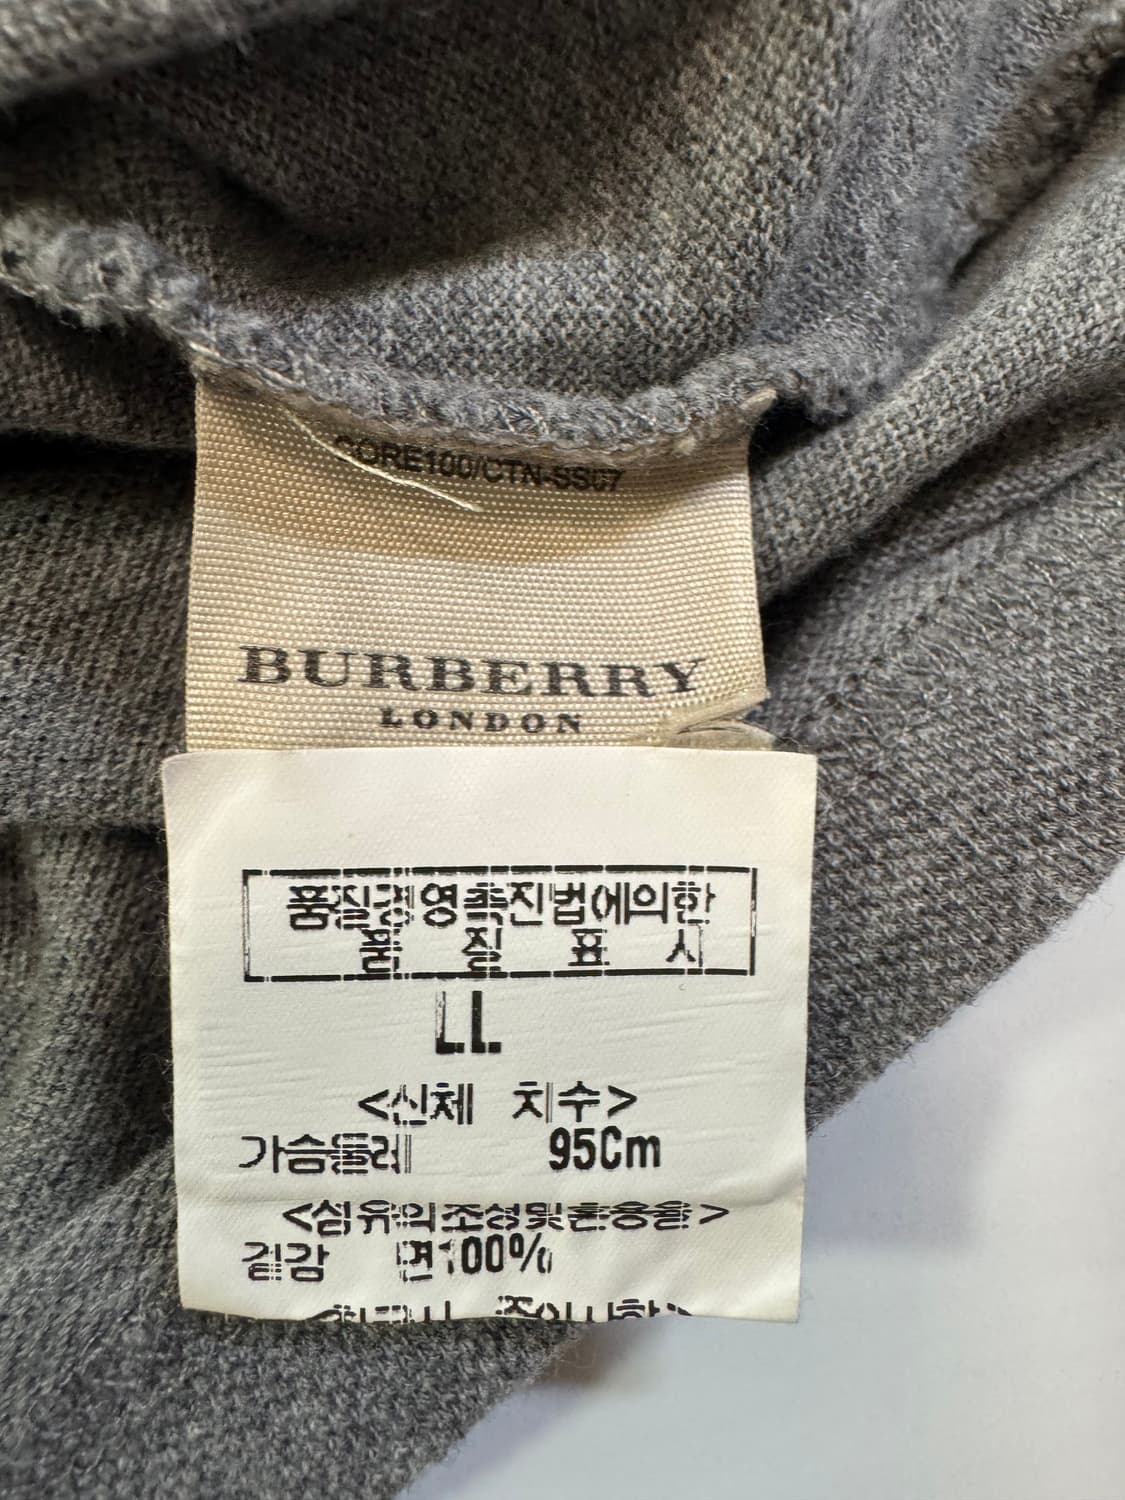 CORE100/CTN-SS07
BURBERRY
LONDON
품질경영촉진법에의한
품 질 표 시
LL
<신체 치수>
가슴둘레 95Cm
<섬유의조성및혼용율>
겉감 면100%